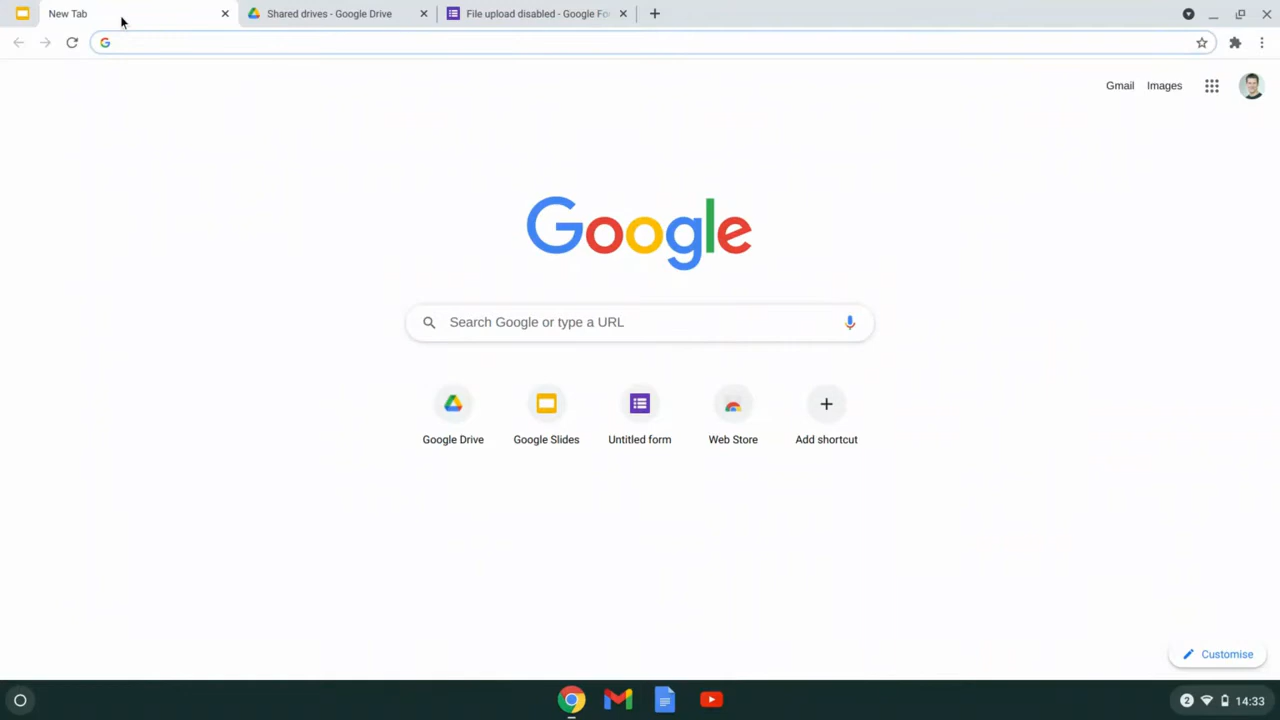 New Tab
Shared drives - Google Drive
File upload disabled - Google Fo
Gmail
Images
Google
Search Google or type a URL
Google Drive
Google Slides
Untitled form
Web Store
Add shortcut
Customise
2
14:33